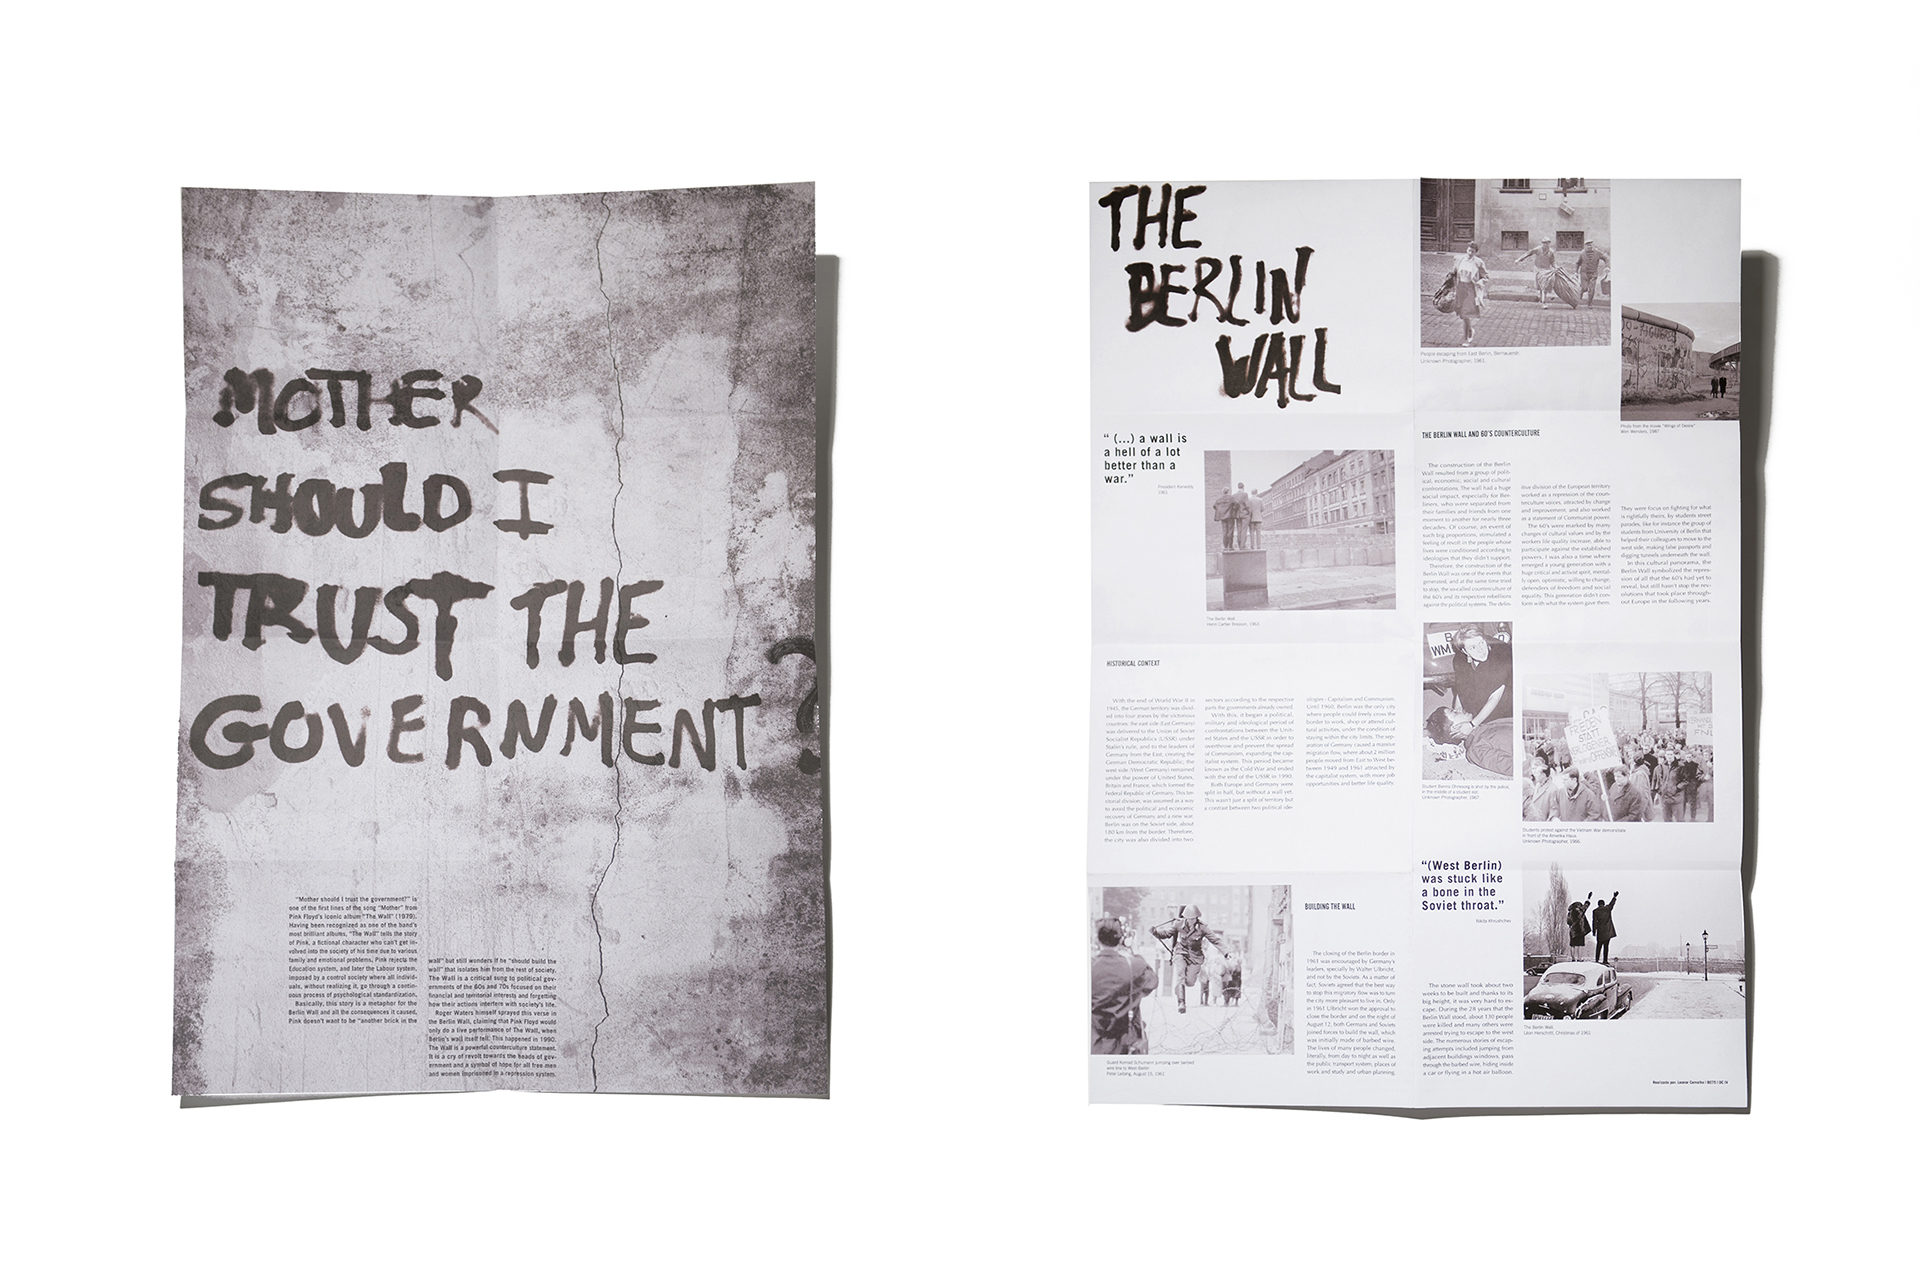 MOTHER
SHOULD I
TRUST THE
GOVERNMENT?
"Mother should I trust the government?" is
one of the first lines of the song "Mother" from
Pink Floyd's iconic album "The Wall" (1979).
Having been recognized as one of the band's
most brilliant albums, "The Wall" tells the story
of Pink, a fictional character who can't get in-
volved into the society of his time due to various
family and emotional problems, Pink rejects the
Education system, and later the Labour system,
imposed by a control society where all individ-
uals, without realizing it, go through a contin-
uous process of psychological standardization.
Basically, this story is a metaphor for the
Berlin Wall and all the consequences it caused,
Pink doesn't want to be "another brick in the
wall" but still wonders if he "should build the
wall" that isolates him from the rest of society.
The Wall is a critical sung to political gov-
ernments of the 60s and 70s focused on their
financial and territorial interests and forgetting
how their actions interfere with society's life.
Roger Waters himself sprayed this verse in
the Berlin Wall, claiming that Pink Floyd would
only do a live performance of The Wall, when
Berlin's wall itself fell. This happened in 1990.
The Wall is a powerful counterculture statement.
It is a cry of revolt towards the heads of gov-
ernment and a symbol of hope for all free men
and women imprisoned in a repression system.
THE
BERLIN
WALL
"(...) a wall is
a hell of a lot
better than a
war."
President Kennedy
1961
The Berlin Wall
Henri Cartier Bresson, 1963
HISTORICAL CONTEXT
With the end of World War II in
1945, the German territory was divid-
ed into four zones by the victorious
countries: the east side (East Germany)
was delivered to the Union of Soviet
Socialist Republics (USSR) under
Stalin's rule, and to the leaders of
Germany from the East, creating the
German Democratic Republic; the
west side (West Germany) remained
under the power of United States,
Britain and France, which formed the
Federal Republic of Germany. This ter-
ritorial division, was assumed as a way
to avoid the political and economic
recovery of Germany and a new war.
Berlin was on the Soviet side, about
180 km from the border. Therefore,
the city was also divided into two
sectors according to the respective
parts the governments already owned.
With this, it began a political,
military and ideological period of
confrontations between the Unit-
ed States and the USSR in order to
overthrow and prevent the spread
of Communism, expanding the cap-
italist system. This period became
known as the Cold War and ended
with the end of the USSR in 1990.
Both Europe and Germany were
split in half, but without a wall yet.
This wasn't just a split of territory but
a contrast between two political ide-
ologies - Capitalism and Communism.
Until 1960, Berlin was the only city
where people could freely cross the
border to work, shop or attend cul-
tural activities, under the condition of
staying within the city limits. The sep-
aration of Germany caused a massive
migration flow, where about 2 million
people moved from East to West be-
tween 1949 and 1961 attracted by
the capitalist system, with more job
opportunities and better life quality.
Guard Konrad Schumann jumping over barbed
wire line to West-Berlin
Peter Leibing, August 15, 1961
BUILDING THE WALL
The closing of the Berlin border in
1961 was encouraged by Germany's
leaders, specially by Walter Ulbricht,
and not by the Soviets. As a matter of
fact, Soviets agreed that the best way
to stop this migratory flow was to turn
the city more pleasant to live in. Only
in 1961 Ulbricht won the approval to
close the border and on the night of
August 12, both Germans and Soviets
joined forces to build the wall, which
was initially made of barbed wire.
The lives of many people changed,
literally, from day to night as well as
the public transport system, places of
work and study and urban planning.
People escaping from East Berlin, Bernauerstr.
Unknown Photographer, 1961
Photo from the movie "Wings of Desire"
Wim Wenders, 1987
THE BERLIN WALL AND 60'S COUNTERCULTURE
The construction of the Berlin
Wall resulted from a group of polit-
ical, economic, social and cultural
confrontations. The wall had a huge
social impact, especially for Ber-
liners, who were separated from
their families and friends from one
moment to another for nearly three
decades. Of course, an event of
such big proportions, stimulated a
feeling of revolt in the people whose
lives were conditioned according to
ideologies that they didn't support.
Therefore, the construction of the
Berlin Wall was one of the events that
generated, and at the same time tried
to stop, the so-called counterculture of
the 60's and its respective rebellions
against the political systems. The defin-
itive division of the European territory
worked as a repression of the coun-
terculture voices, attracted by change
and improvement, and also worked
as a statement of Communist power.
The 60's were marked by many
changes of cultural values and by the
workers life quality increase, able to
participate against the established
powers. I was also a time where
emerged a young generation with a
huge critical and activist spirit, mental-
ly open, optimistic, willing to change,
defenders of freedom and social
equality. This generation didn't con-
form with what the system gave them.
They were focus on fighting for what
is rightfully theirs, by students street
parades, like for instance the group of
students from University of Berlin that
helped their colleagues to move to the
west side, making false passports and
digging tunnels underneath the wall.
In this cultural panorama, the
Berlin Wall symbolized the repres-
sion of all that the 60's had yet to
reveal, but still hasn't stop the rev-
olutions that took place through-
out Europe in the following years.
Student Benno Ohnesorg is shot by the police,
in the middle of a student riot.
Unknown Photographer, 1967
Students protest against the Vietnam War demonstrate
in front of the Amerika Haus.
Unknown Photographer, 1966
"(West Berlin)
was stuck like
a bone in the
Soviet throat."
Nikita Khrushchev
The stone wall took about two
weeks to be built and thanks to its
big height, it was very hard to es-
cape. During the 28 years that the
Berlin Wall stood, about 130 people
were killed and many others were
arrested trying to escape to the west
side. The numerous stories of escap-
ing attempts included jumping from
adjacent buildings windows, pass
through the barbed wire, hiding inside
a car or flying in a hot air balloon.
The Berlin Wall
Léon Herschtritt, Christmas of 1961